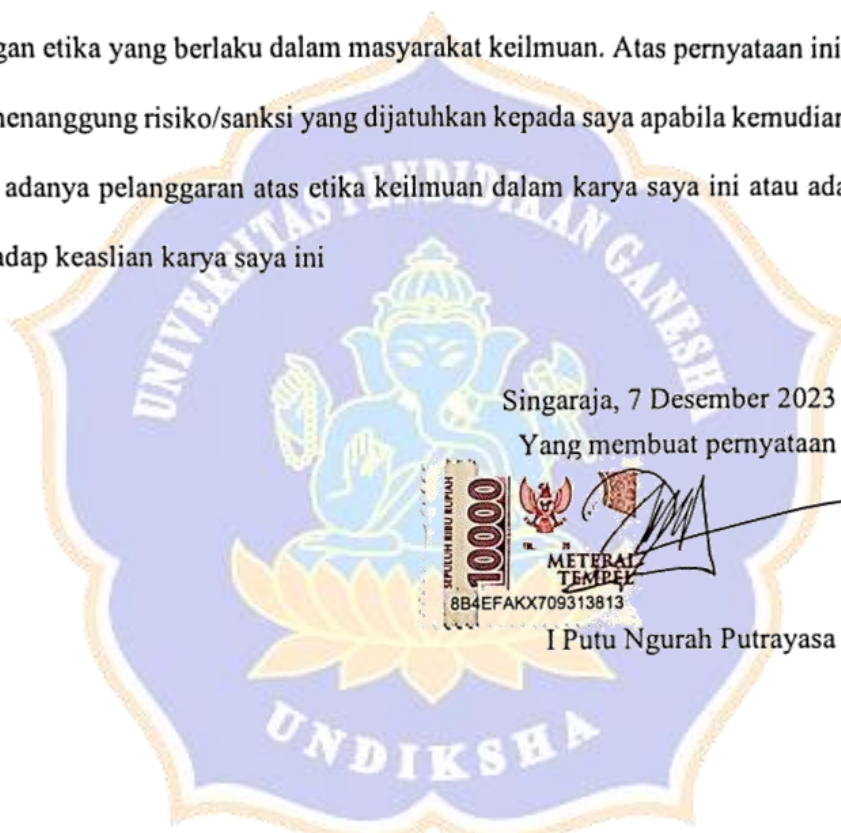 gan etika yang berlaku dalam masyarakat keilmuan. Atas pernyataan ini
menanggung risiko/sanksi yang dijatuhkan kepada saya apabila kemudian
adanya pelanggaran atas etika keilmuan dalam karya saya ini atau ada
adap keaslian karya saya ini
UNIVERSITAS PENDIDIKAN GANESHA
Singaraja, 7 Desember 2023
Yang membuat pernyataan
SEPULUH RIBU RUPIAH
10000
METERAI
TEMPEL
8B4EFAKX709313813
I Putu Ngurah Putrayasa
UNDIKSHA